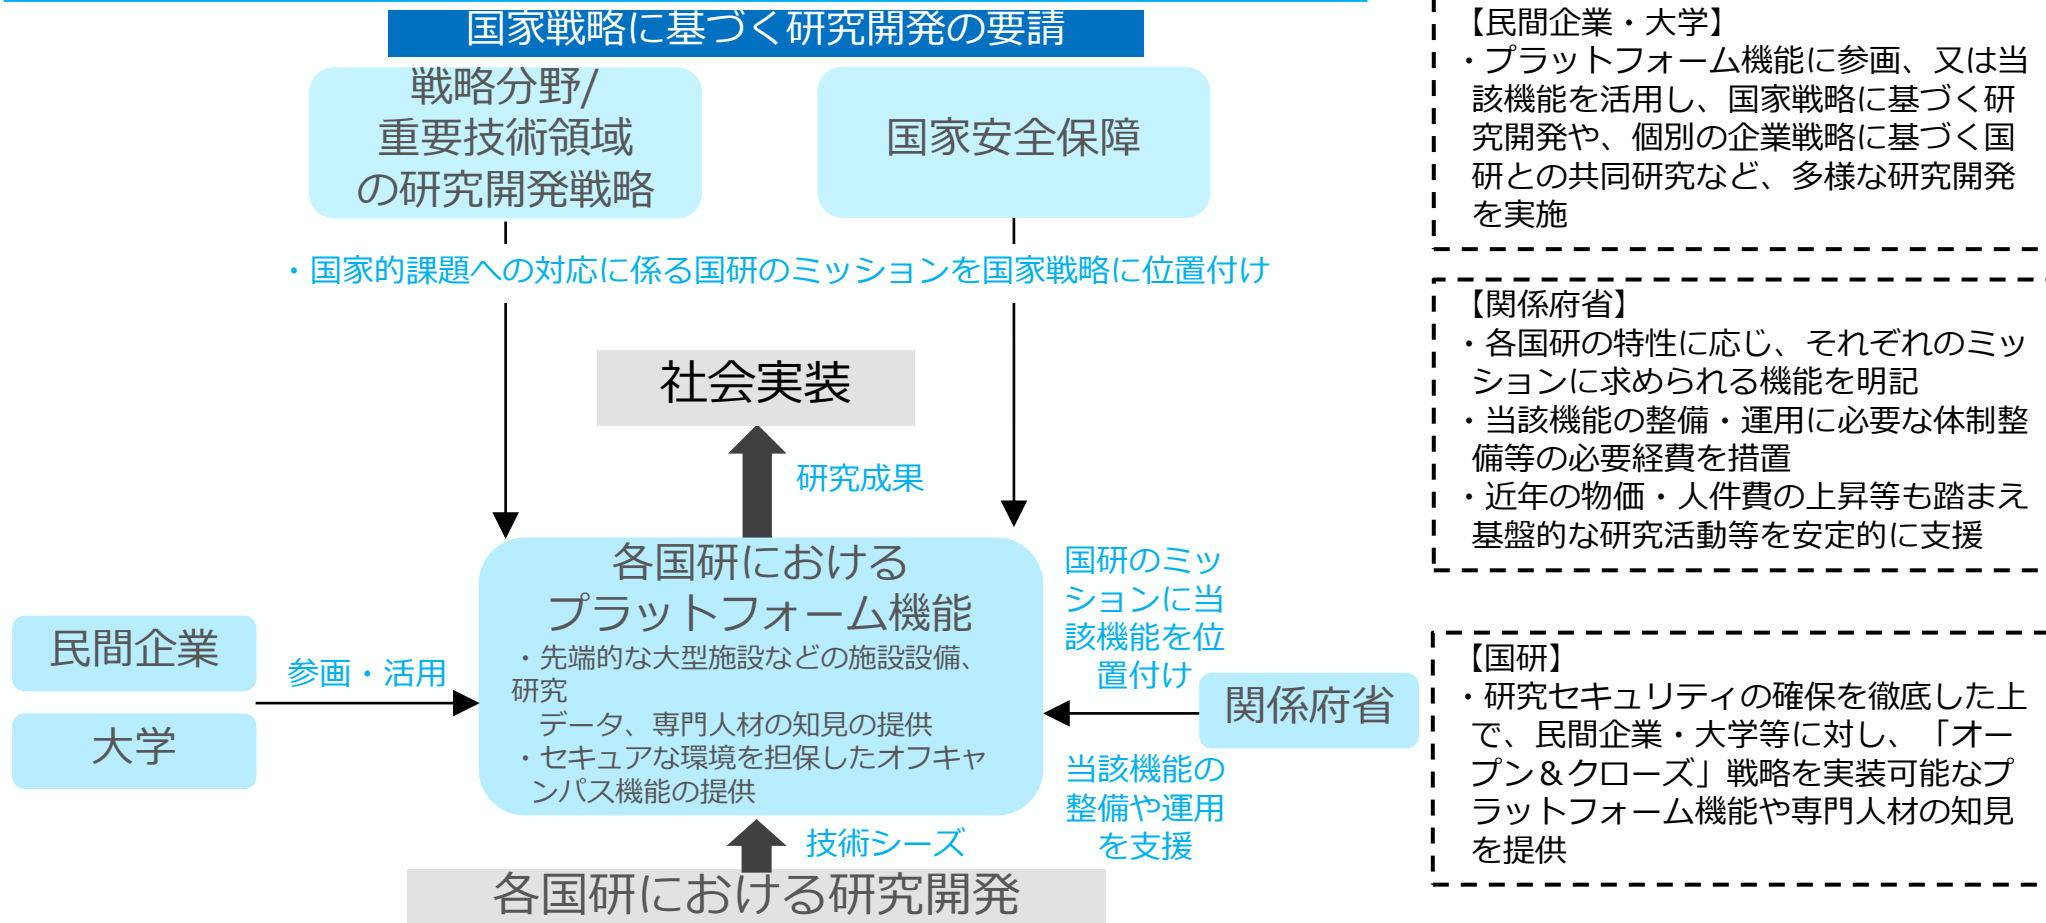 国家戦略に基づく研究開発の要請
戦略分野/
重要技術領域
の研究開発戦略
国家安全保障
・国家的課題への対応に係る国研のミッションを国家戦略に位置付け
社会実装
研究成果
各国研における
プラットフォーム機能
・先端的な大型施設などの施設設備、
研究
データ、専門人材の知見の提供
・セキュアな環境を担保したオフキャ
ンパス機能の提供
民間企業
大学
参画・活用
国研のミッ
ションに当
該機能を位
置付け
関係府省
当該機能の
整備や運用
を支援
技術シーズ
各国研における研究開発
【民間企業・大学】
・プラットフォーム機能に参画、又は当
該機能を活用し、国家戦略に基づく研
究開発や、個別の企業戦略に基づく国
研との共同研究など、多様な研究開発
を実施
【関係府省】
・各国研の特性に応じ、それぞれのミッ
ションに求められる機能を明記
・当該機能の整備・運用に必要な体制整
備等の必要経費を措置
・近年の物価・人件費の上昇等も踏まえ
基盤的な研究活動等を安定的に支援
【国研】
・研究セキュリティの確保を徹底した上
で、民間企業・大学等に対し、「オー
プン＆クローズ」戦略を実装可能なプ
ラットフォーム機能や専門人材の知見
を提供